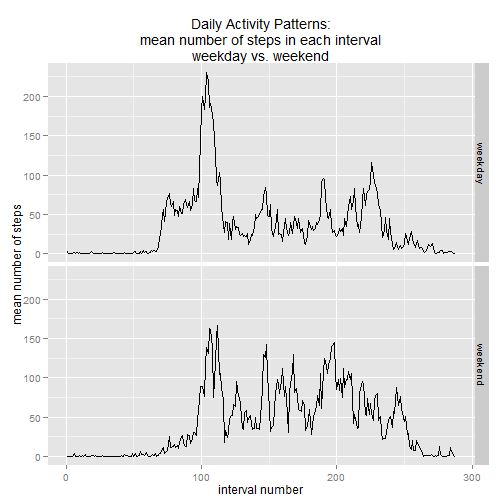 Daily Activity Patterns:
mean number of steps in each interval
weekday vs. weekend
mean number of steps
200
150
100
50
0
weekday
200
150
100
50
0
weekend
0
100
200
300
interval number